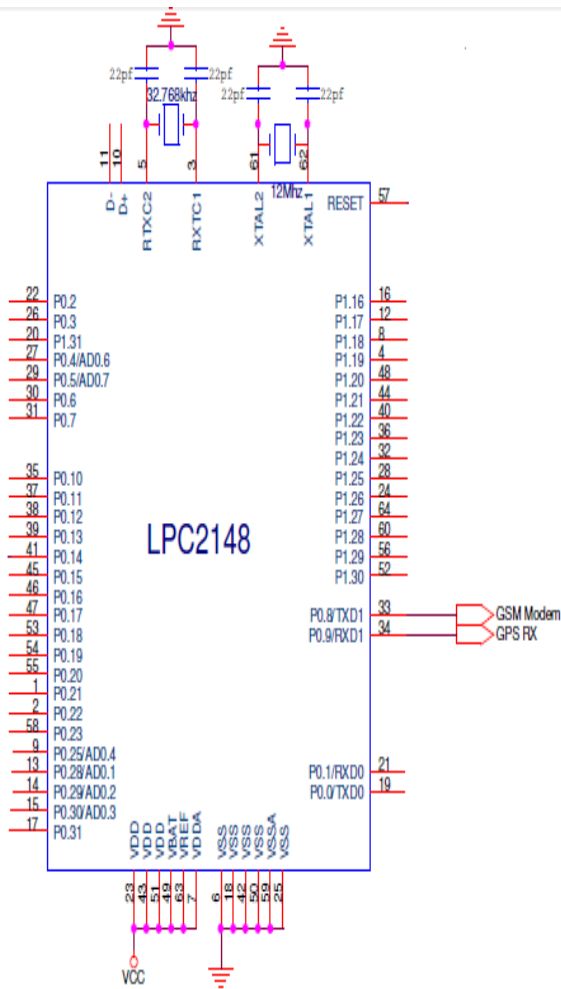 22pf 22pf
32.768khz
22pf 22pf
12Mhz
11 10 5 3 61 62
D- D+ RTXC2 RXTC1 XTAL2 XTAL1
RESET 57
22 P0.2
26 P0.3
20 P1.31
27 P0.4/AD0.6
29 P0.5/AD0.7
30 P0.6
31 P0.7
35 P0.10
37 P0.11
38 P0.12
39 P0.13
41 P0.14
45 P0.15
46 P0.16
47 P0.17
53 P0.18
54 P0.19
55 P0.20
1 P0.21
2 P0.22
58 P0.23
9 P0.25/AD0.4
13 P0.28/AD0.1
14 P0.29/AD0.2
15 P0.30/AD0.3
17 P0.31
LPC2148
P1.16 16
P1.17 12
P1.18 8
P1.19 4
P1.20 48
P1.21 44
P1.22 40
P1.23 36
P1.24 32
P1.25 28
P1.26 24
P1.27 64
P1.28 60
P1.29 56
P1.30 52
P0.8/TXD1 33 GSM Modem
P0.9/RXD1 34 GPS RX
P0.1/RXD0 21
P0.0/TXD0 19
VDD VDD VDD VBAT VREF VDDA VSS VSS VSS VSS VSSA VSS
23 43 51 49 63 7 6 18 42 50 59 25
VCC